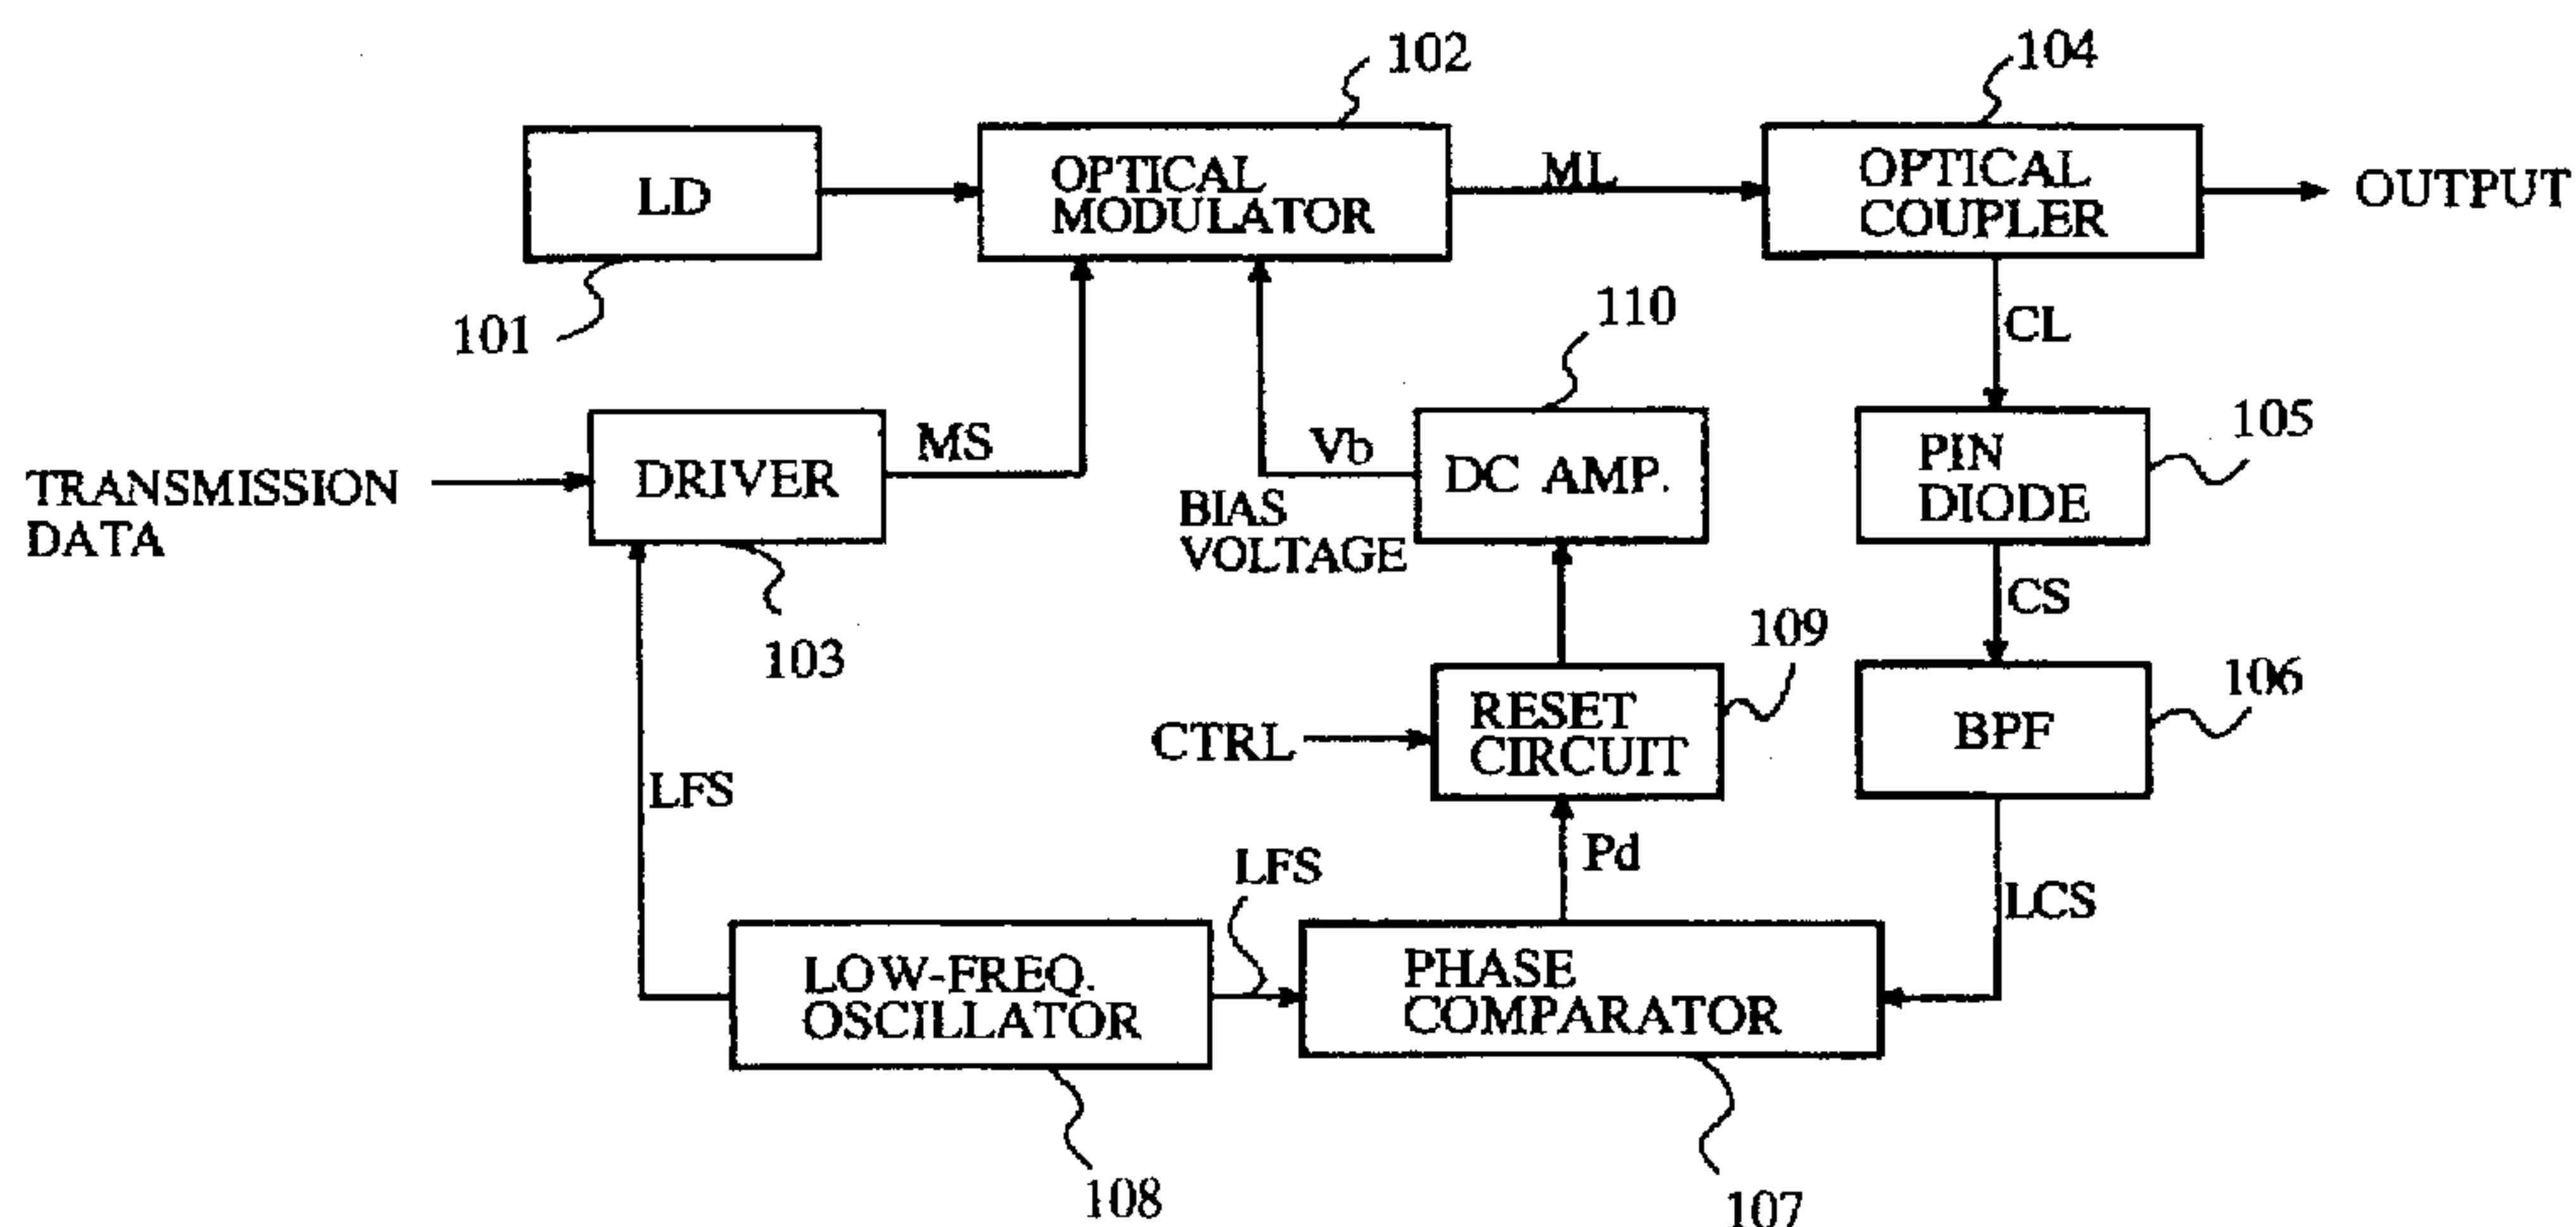 102
104
LD
OPTICAL
MODULATOR
ML
OPTICAL
COUPLER
OUTPUT
101
110
CL
TRANSMISSION
DATA
DRIVER
MS
Vb
BIAS
VOLTAGE
DC AMP.
PIN
DIODE
105
CS
103
109
106
CTRL
RESET
CIRCUIT
BPF
LFS
LFS
Pd
LCS
LOW-FREQ.
OSCILLATOR
PHASE
COMPARATOR
108
107